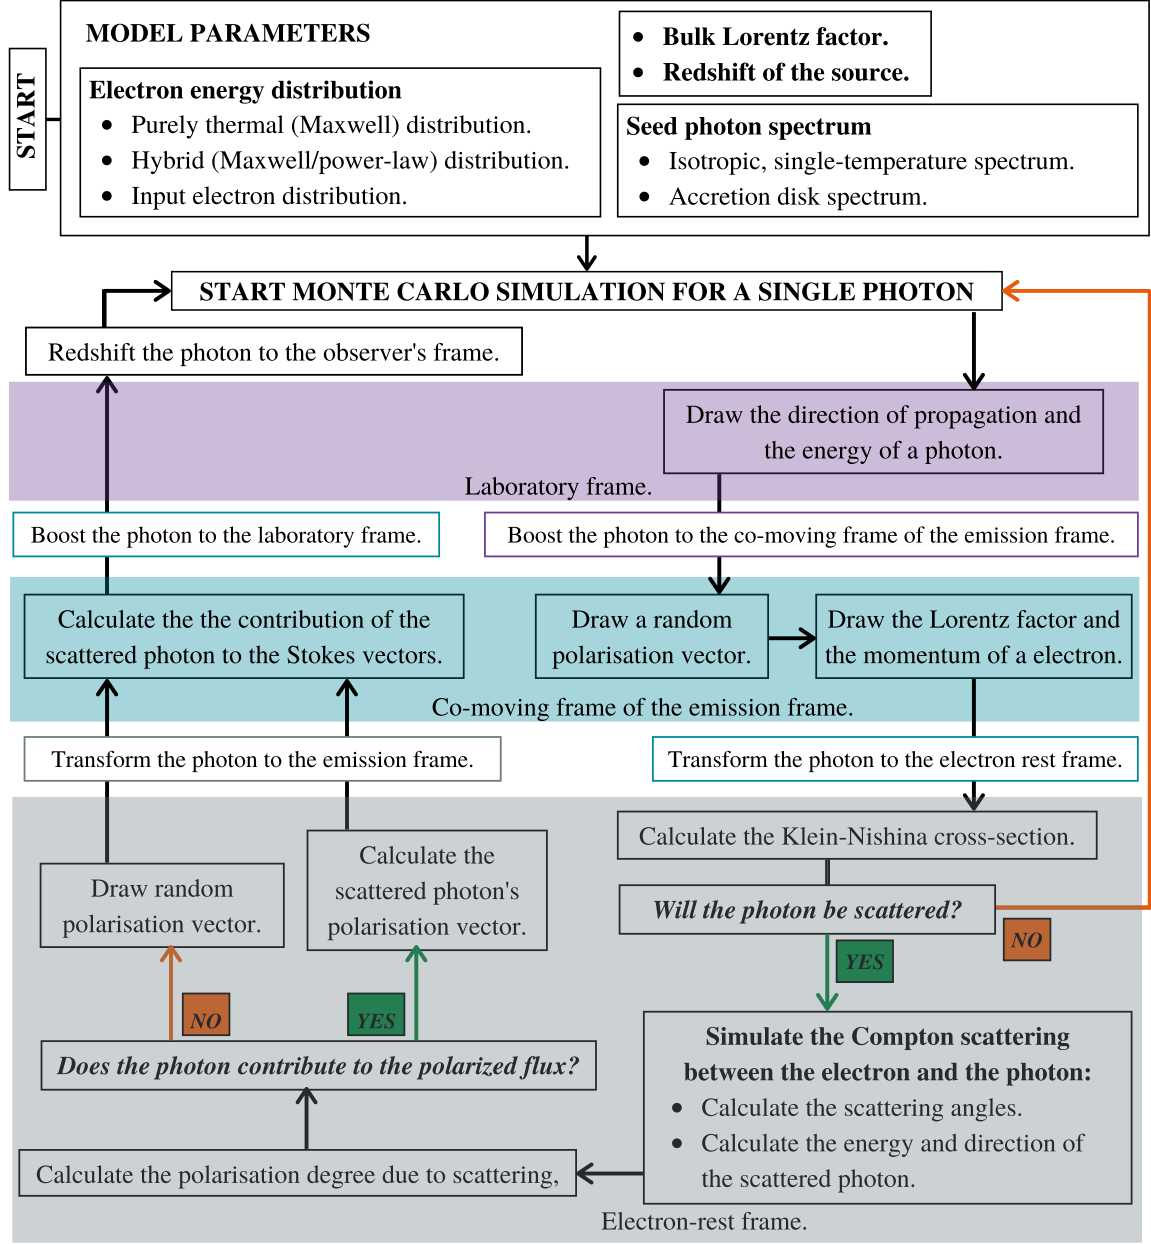 START
MODEL PARAMETERS
Electron energy distribution
• Purely thermal (Maxwell) distribution.
• Hybrid (Maxwell/power-law) distribution.
• Input electron distribution.
• Bulk Lorentz factor.
• Redshift of the source.
Seed photon spectrum
• Isotropic, single-temperature spectrum.
• Accretion disk spectrum.
START MONTE CARLO SIMULATION FOR A SINGLE PHOTON
Redshift the photon to the observer's frame.
Draw the direction of propagation and
the energy of a photon.
Laboratory frame.
Boost the photon to the laboratory frame.
Boost the photon to the co-moving frame of the emission frame.
Calculate the the contribution of the
scattered photon to the Stokes vectors.
Draw a random
polarisation vector.
Draw the Lorentz factor and
the momentum of a electron.
Co-moving frame of the emission frame.
Transform the photon to the emission frame.
Transform the photon to the electron rest frame.
Calculate the Klein-Nishina cross-section.
Will the photon be scattered?
NO
YES
Draw random
polarisation vector.
Calculate the
scattered photon's
polarisation vector.
NO
YES
Does the photon contribute to the polarized flux?
Simulate the Compton scattering
between the electron and the photon:
• Calculate the scattering angles.
• Calculate the energy and direction of
the scattered photon.
Calculate the polarisation degree due to scattering,
Electron-rest frame.